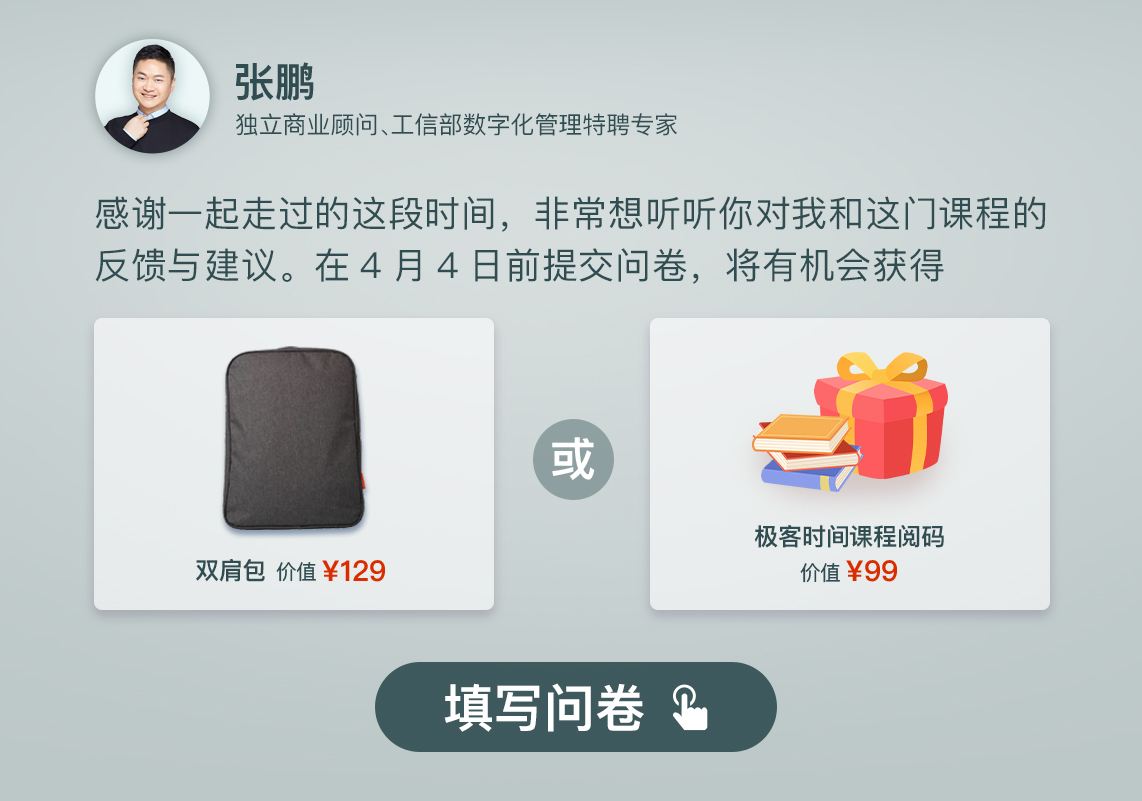 张鹏
独立商业顾问、工信部数字化管理特聘专家
感谢一起走过的这段时间，非常想听听你对我和这门课程的
反馈与建议。在 4 月 4 日前提交问卷，将有机会获得
双肩包 价值 ¥129
或
极客时间课程阅码
价值 ¥99
填写问卷